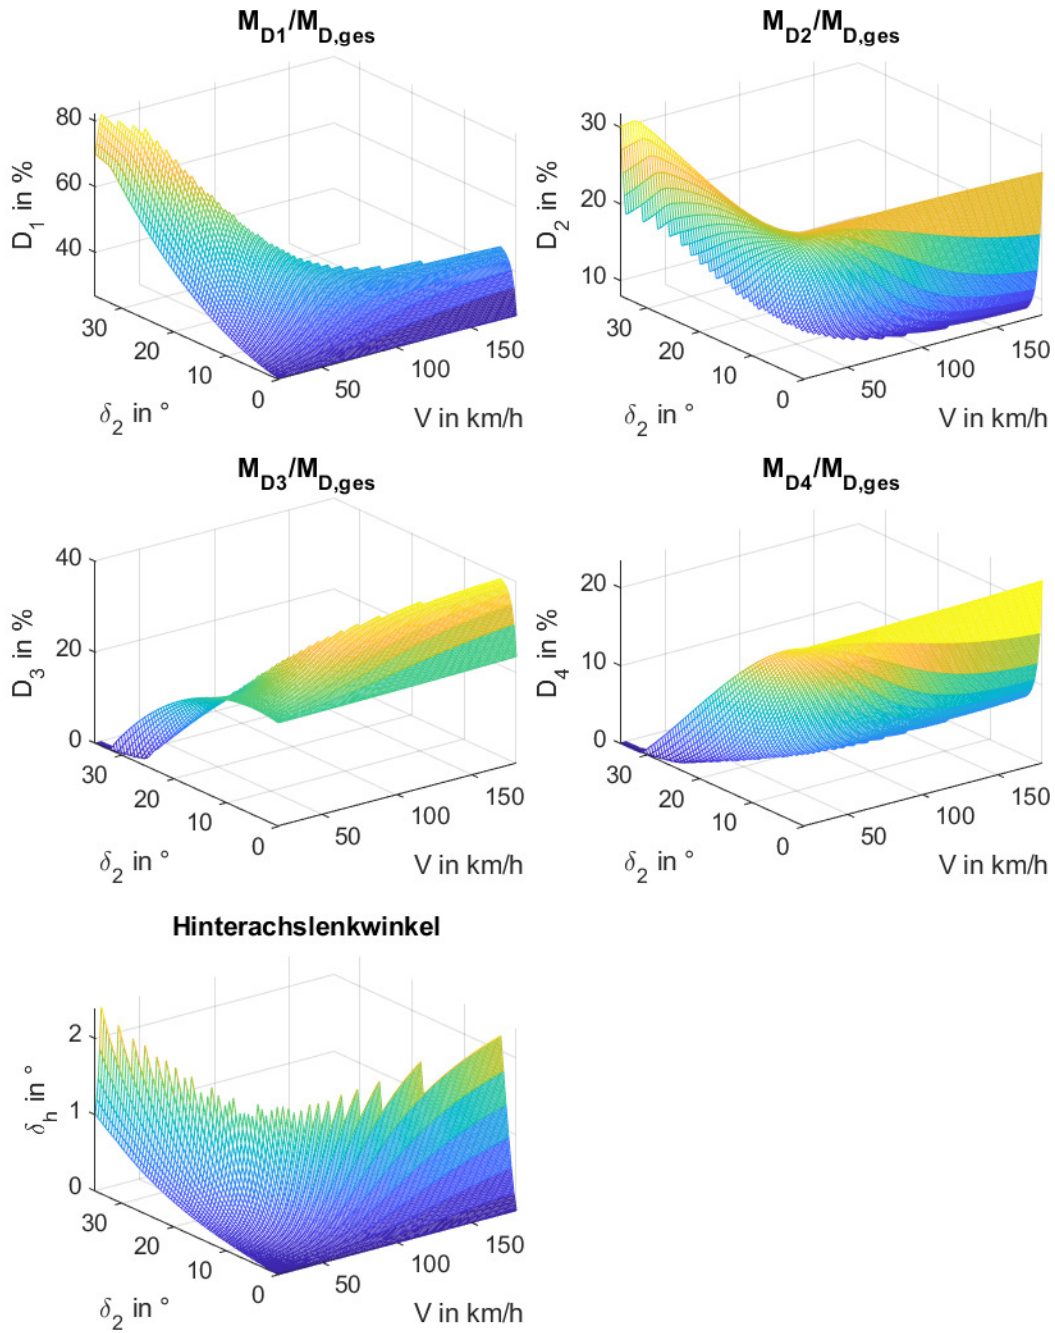 M_D1/M_D,ges
80
60
40
D_1 in %
30
20
10
0
δ_2 in °
50
100
150
V in km/h
M_D2/M_D,ges
30
20
10
D_2 in %
30
20
10
0
δ_2 in °
50
100
150
V in km/h
M_D3/M_D,ges
40
20
0
D_3 in %
30
20
10
0
δ_2 in °
50
100
150
V in km/h
M_D4/M_D,ges
20
10
0
D_4 in %
30
20
10
0
δ_2 in °
50
100
150
V in km/h
Hinterachslenkwinkel
2
1
0
δ_h in °
30
20
10
0
δ_2 in °
50
100
150
V in km/h